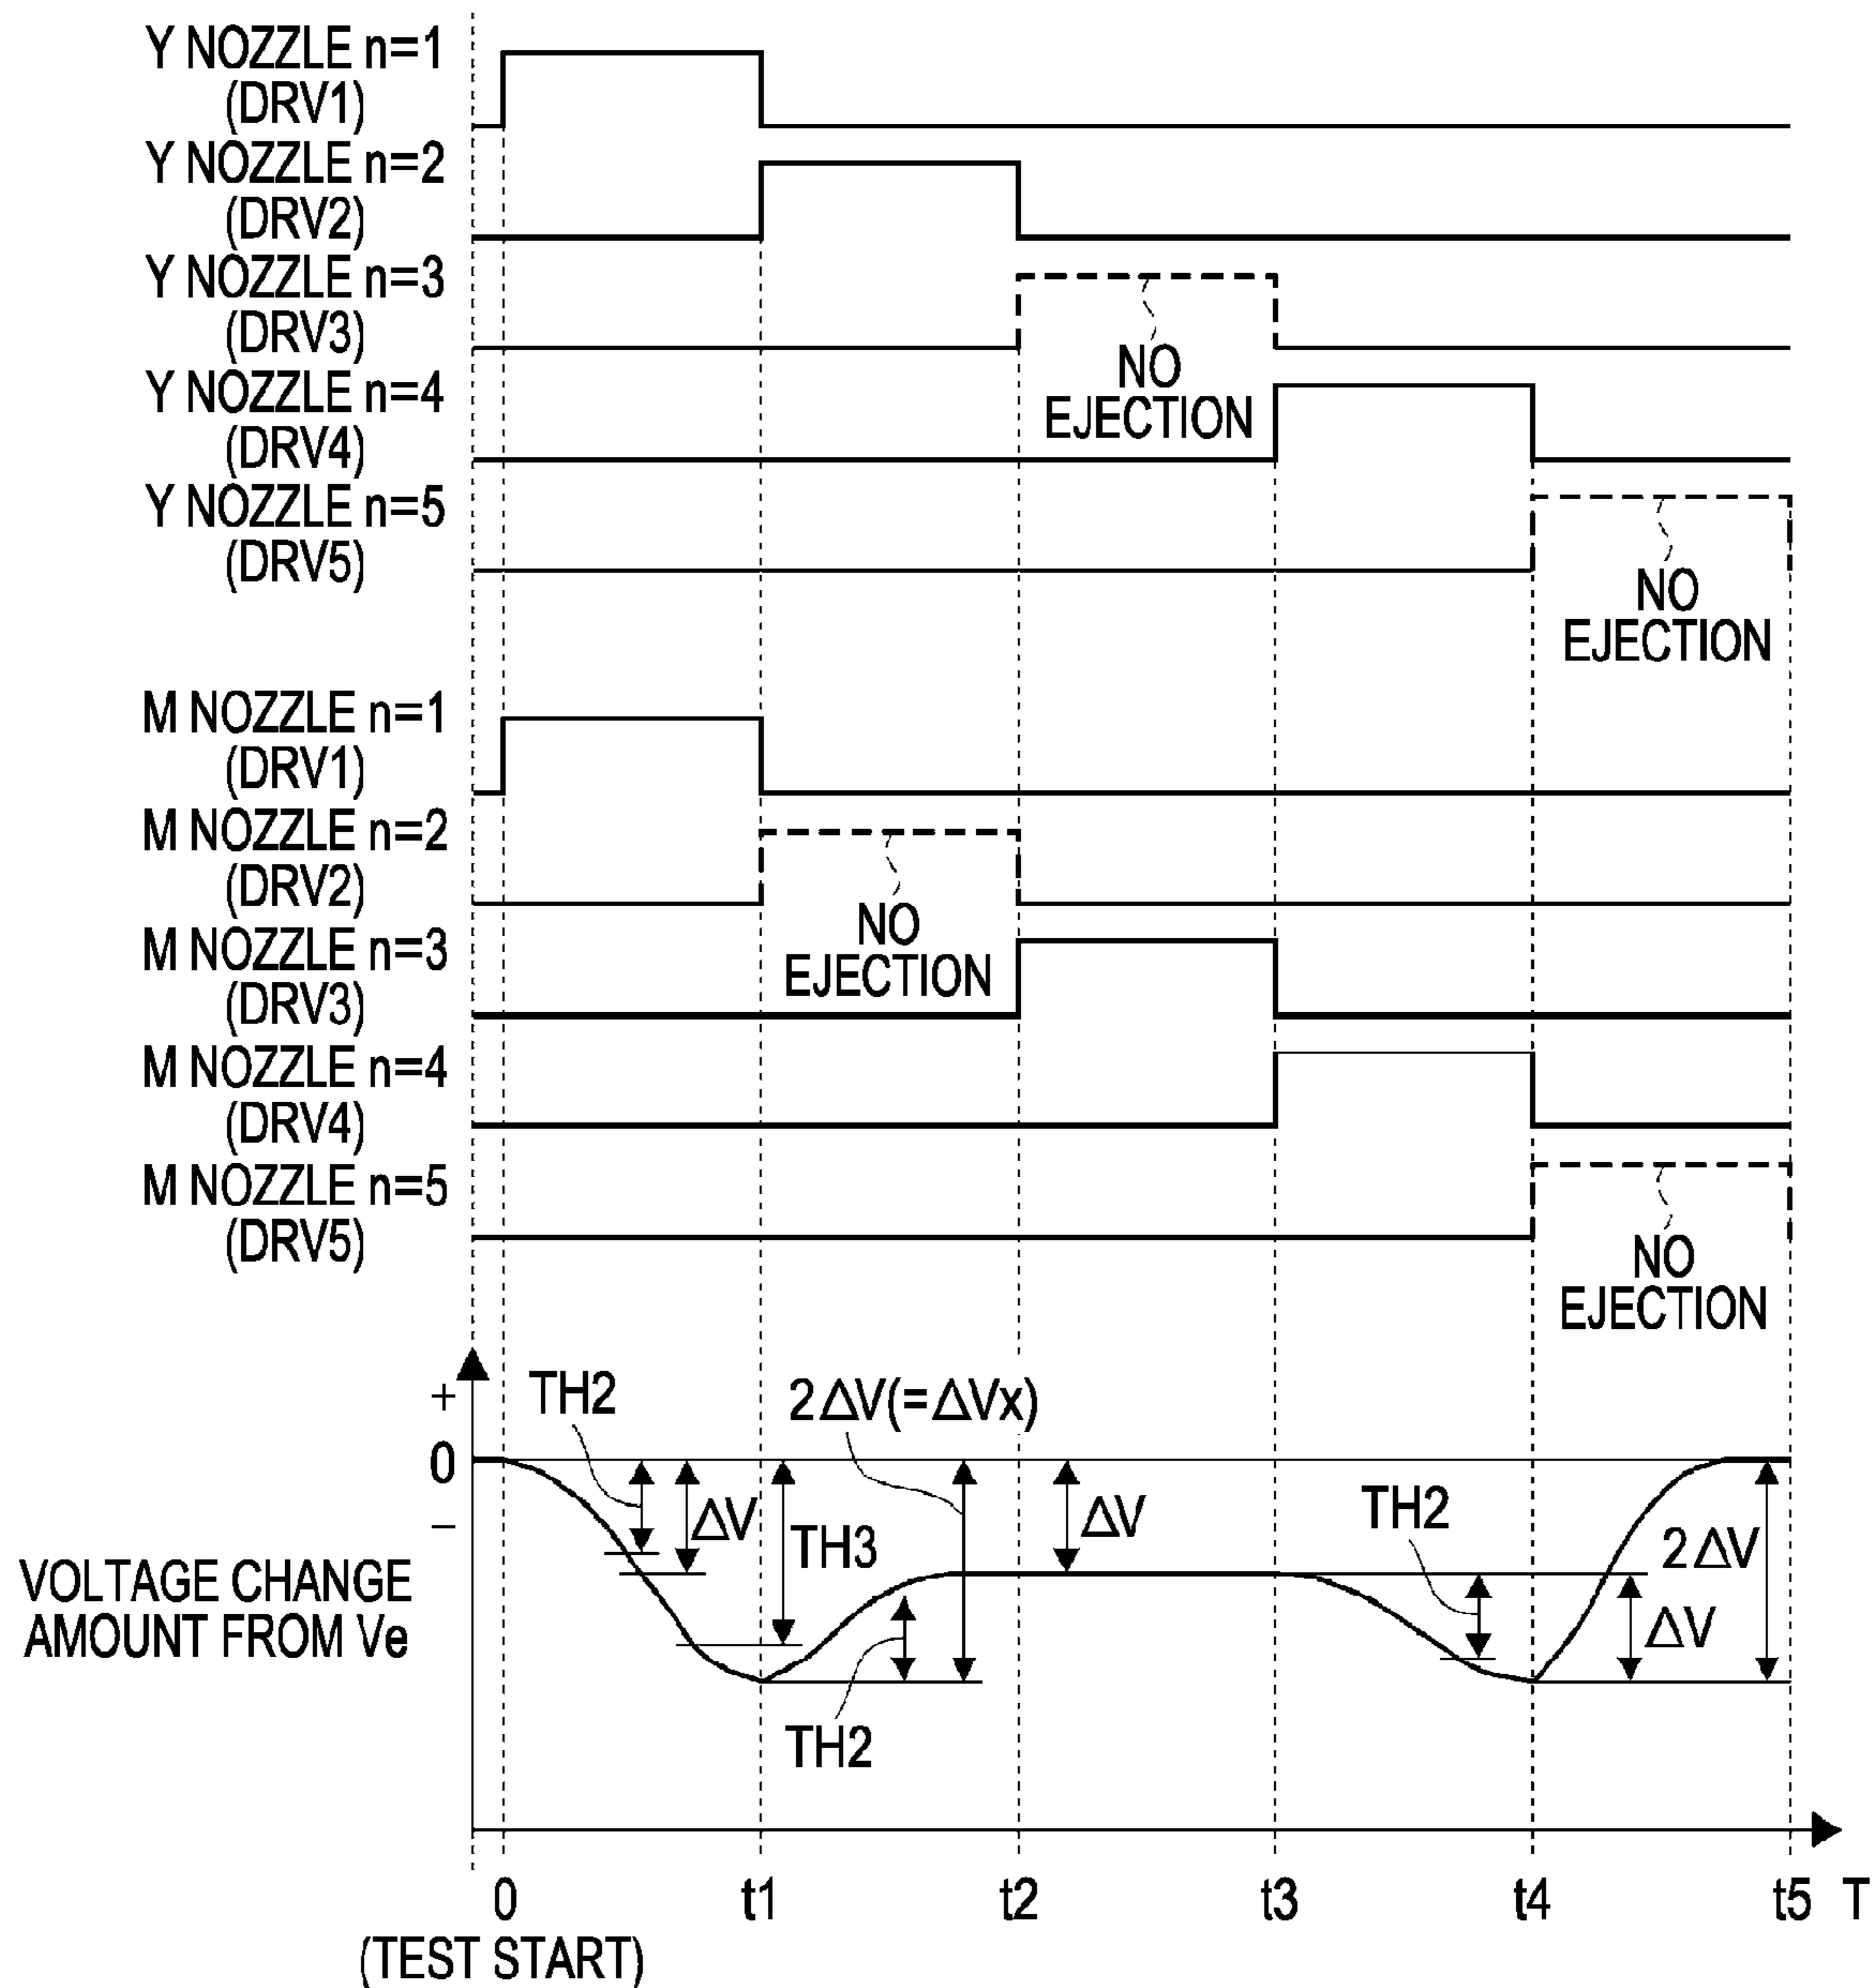 Y NOZZLE n=1
(DRV1)
Y NOZZLE n=2
(DRV2)
Y NOZZLE n=3
(DRV3)
NO
EJECTION
Y NOZZLE n=4
(DRV4)
Y NOZZLE n=5
(DRV5)
NO
EJECTION
M NOZZLE n=1
(DRV1)
M NOZZLE n=2
(DRV2)
NO
EJECTION
M NOZZLE n=3
(DRV3)
M NOZZLE n=4
(DRV4)
M NOZZLE n=5
(DRV5)
NO
EJECTION
+
0
−
VOLTAGE CHANGE
AMOUNT FROM Ve
TH2
2ΔV(=ΔVx)
ΔV
TH3
ΔV
TH2
2ΔV
ΔV
TH2
0
t1
t2
t3
t4
t5
T
(TEST START)